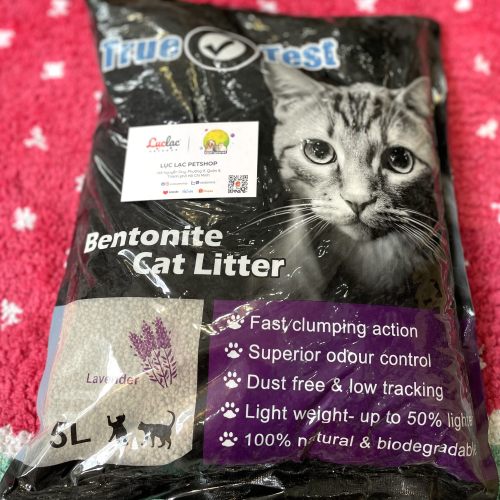 True Test
Luclac
LUC LAC PETSHOP
Bentonite
Cat Litter
Lavender
5L
Fast clumping action
Superior odour control
Dust free & low tracking
Light weight- up to 50% lighter
100% natural & biodegradable